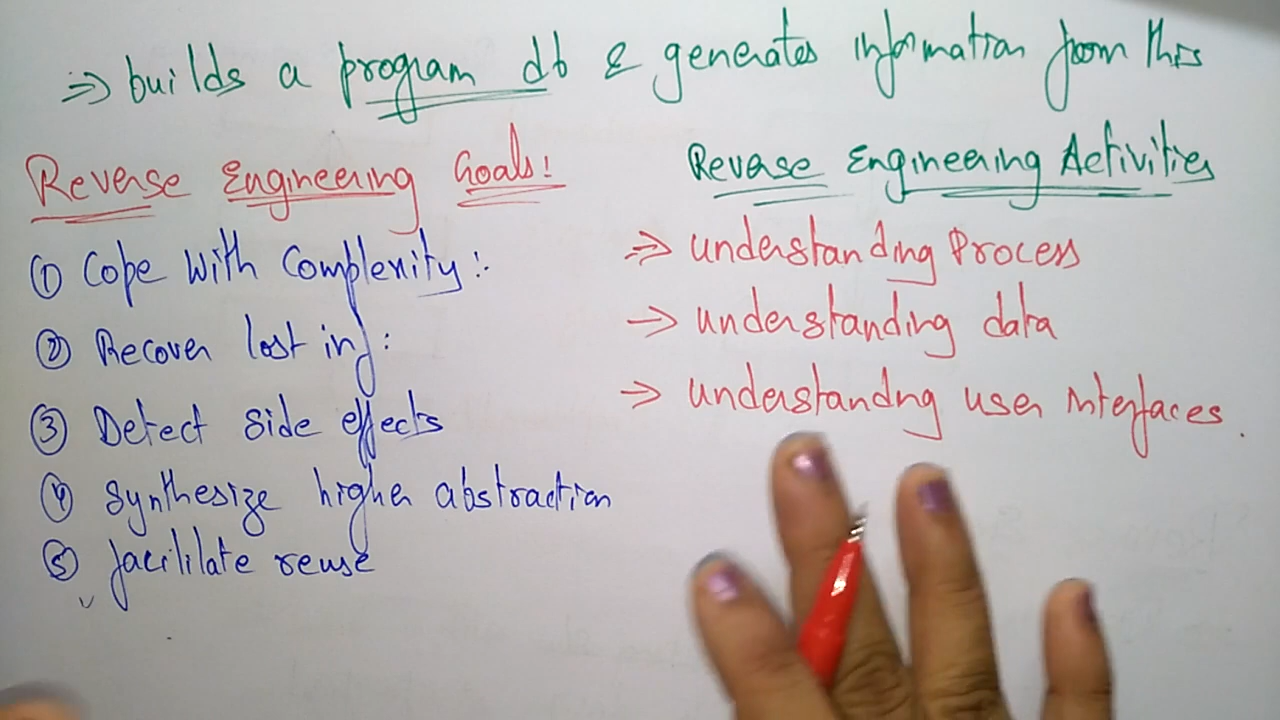 => builds a program db & generates information from this
Reverse Engineering Goals!
① Cope with Complexity :-
② Recover lost inf :
③ Detect side effects
④ synthesize higher abstraction
⑤ facilitate reuse
Reverse Engineering Activities
=> understanding Process
-> understanding data
-> understanding user interfaces.